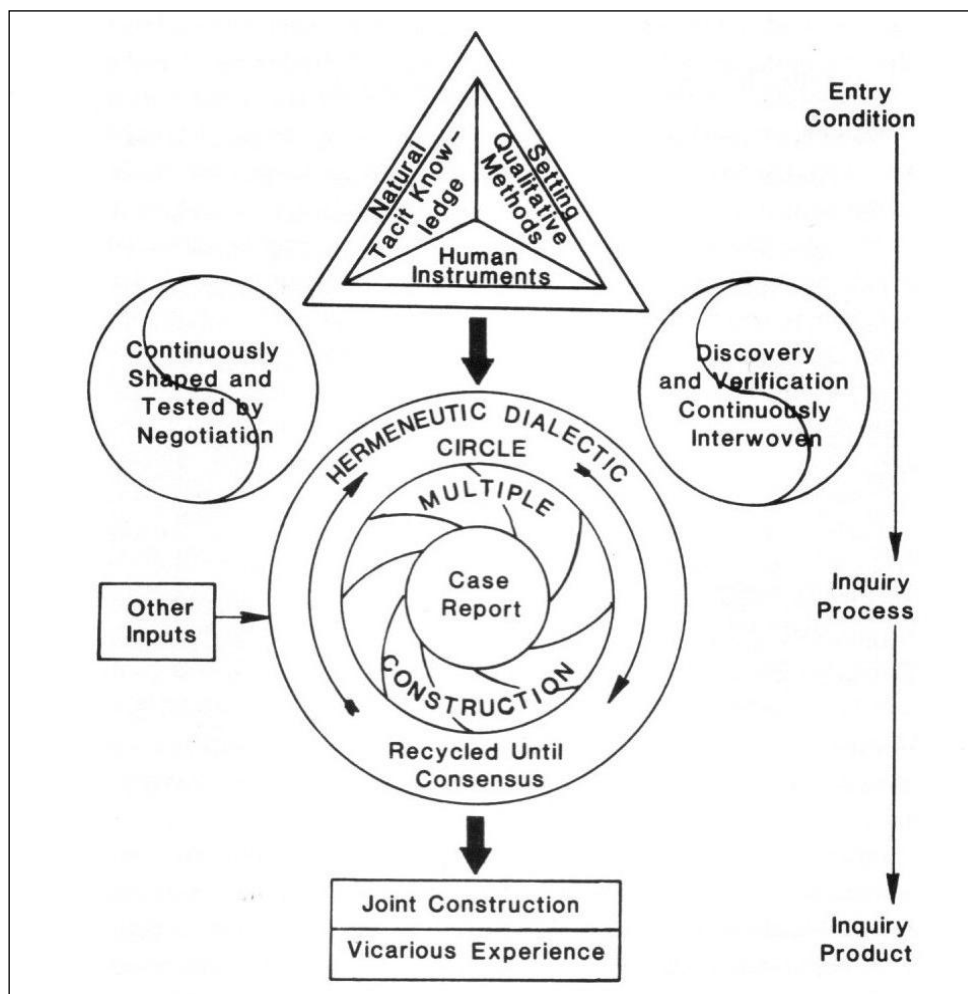 Entry
Condition
Natural
Setting
Tacit Know-
ledge
Qualitative
Methods
Human
Instruments
Continuously
Shaped and
Tested by
Negotiation
Discovery
and Verification
Continuously
Interwoven
HERMENEUTIC DIALECTIC
CIRCLE
MULTIPLE
Case
Report
CONSTRUCTION
Recycled Until
Consensus
Other
Inputs
Inquiry
Process
Joint Construction
Vicarious Experience
Inquiry
Product